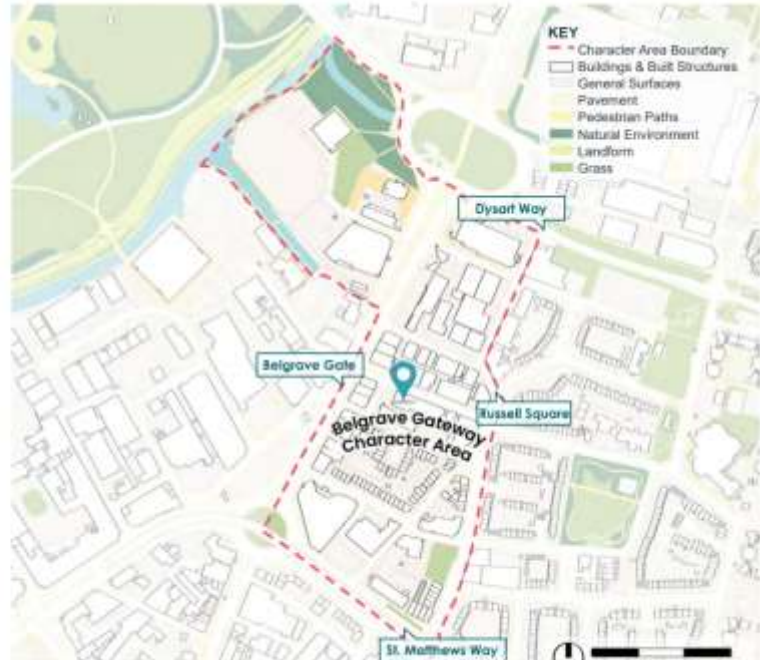 KEY
Character Area Boundary
Buildings & Built Structures
General Surfaces
Pavement
Pedestrian Paths
Natural Environment
Landform
Grass
Dysart Way
Belgrave Gate
Russell Square
Belgrave Gateway
Character Area
St. Matthews Way